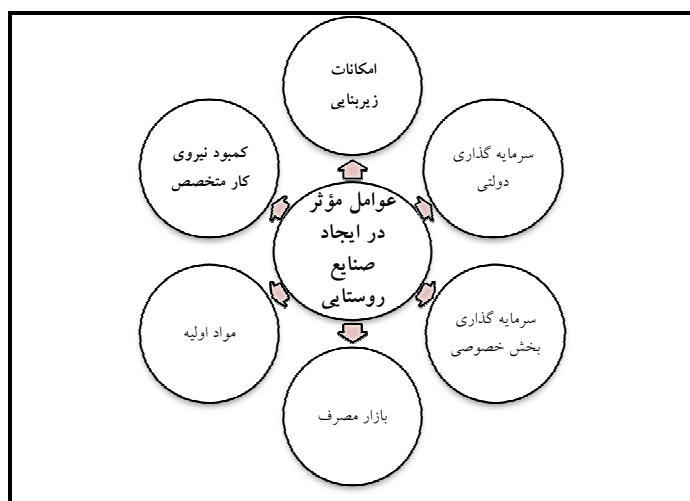 امکانات
زیربنایی
سرمایه گذاری
دولتی
سرمایه گذاری
بخش خصوصی
بازار مصرف
مواد اولیه
کمبود نیروی
کار متخصص
عوامل مؤثر
در ایجاد
صنایع
روستایی